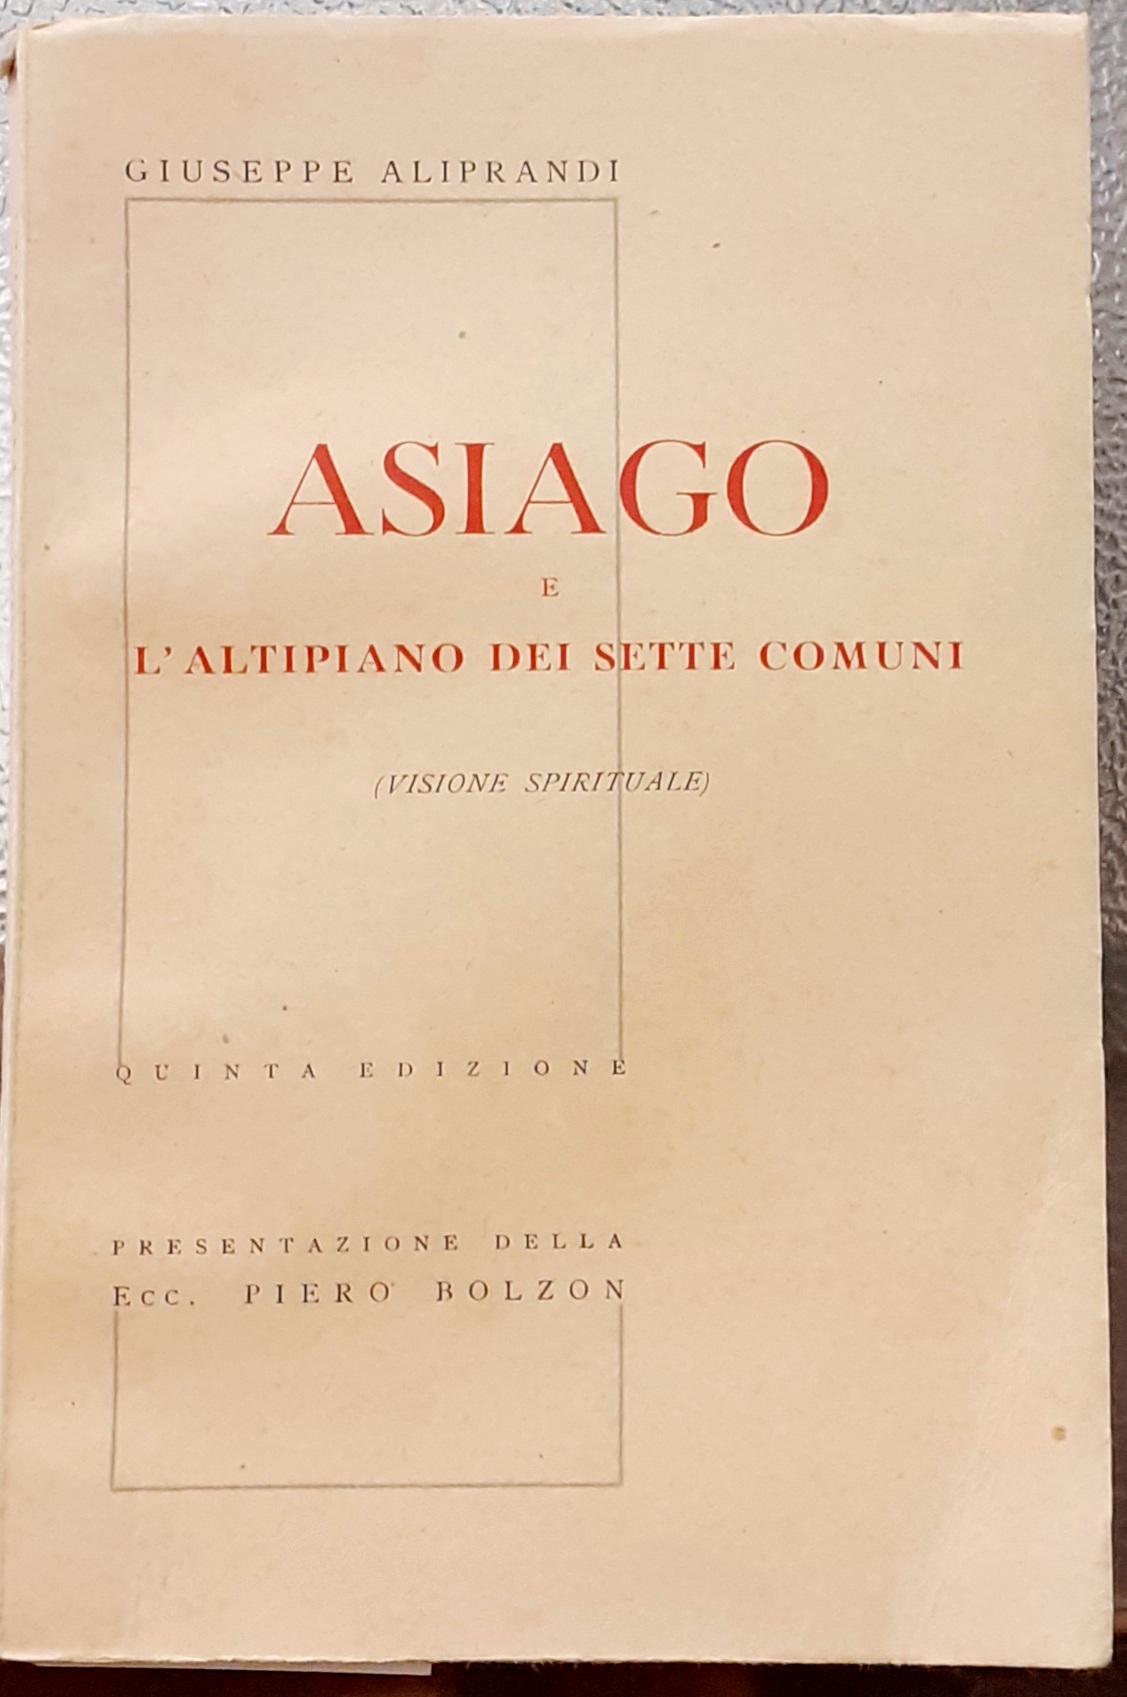 GIUSEPPE ALIPRANDI
ASIAGO
E
L'ALTIPIANO DEI SETTE COMUNI
(VISIONE SPIRITUALE)
QUINTA EDIZIONE
PRESENTAZIONE DELLA
Ecc. PIERO BOLZON